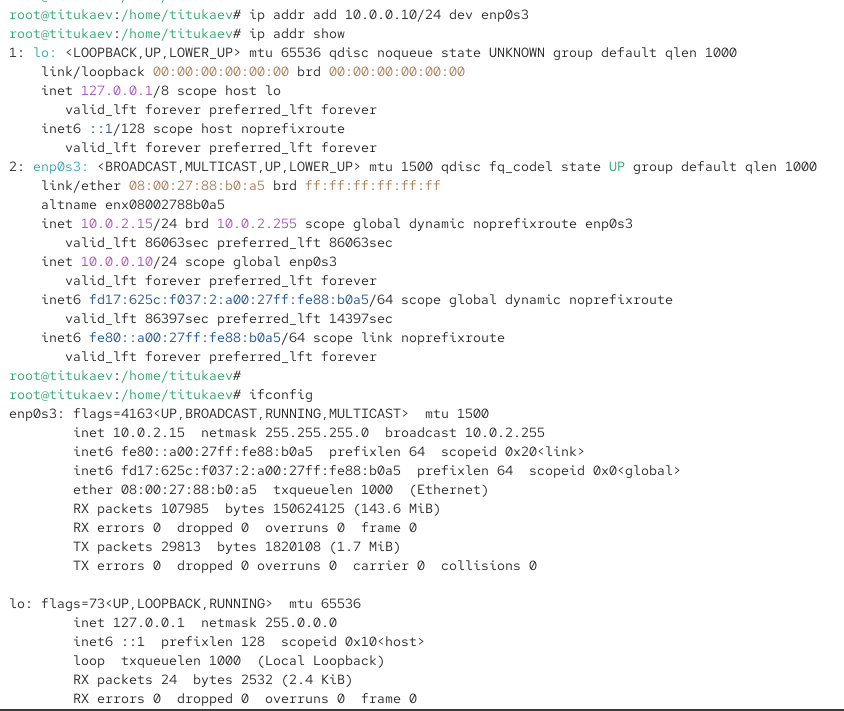 root@titukaev:/home/titukaev# ip addr add 10.0.0.10/24 dev enp0s3
root@titukaev:/home/titukaev# ip addr show
1: lo: <LOOPBACK,UP,LOWER_UP> mtu 65536 qdisc noqueue state UNKNOWN group default qlen 1000
    link/loopback 00:00:00:00:00:00 brd 00:00:00:00:00:00
    inet 127.0.0.1/8 scope host lo
       valid_lft forever preferred_lft forever
    inet6 ::1/128 scope host noprefixroute
       valid_lft forever preferred_lft forever
2: enp0s3: <BROADCAST,MULTICAST,UP,LOWER_UP> mtu 1500 qdisc fq_codel state UP group default qlen 1000
    link/ether 08:00:27:88:b0:a5 brd ff:ff:ff:ff:ff:ff
    altname enx08002788b0a5
    inet 10.0.2.15/24 brd 10.0.2.255 scope global dynamic noprefixroute enp0s3
       valid_lft 86063sec preferred_lft 86063sec
    inet 10.0.0.10/24 scope global enp0s3
       valid_lft forever preferred_lft forever
    inet6 fd17:625c:f037:2:a00:27ff:fe88:b0a5/64 scope global dynamic noprefixroute
       valid_lft 86397sec preferred_lft 14397sec
    inet6 fe80::a00:27ff:fe88:b0a5/64 scope link noprefixroute
       valid_lft forever preferred_lft forever
root@titukaev:/home/titukaev#
root@titukaev:/home/titukaev# ifconfig
enp0s3: flags=4163<UP,BROADCAST,RUNNING,MULTICAST>  mtu 1500
        inet 10.0.2.15  netmask 255.255.255.0  broadcast 10.0.2.255
        inet6 fe80::a00:27ff:fe88:b0a5  prefixlen 64  scopeid 0x20<link>
        inet6 fd17:625c:f037:2:a00:27ff:fe88:b0a5  prefixlen 64  scopeid 0x0<global>
        ether 08:00:27:88:b0:a5  txqueuelen 1000  (Ethernet)
        RX packets 107985  bytes 150624125 (143.6 MiB)
        RX errors 0  dropped 0  overruns 0  frame 0
        TX packets 29813  bytes 1820108 (1.7 MiB)
        TX errors 0  dropped 0 overruns 0  carrier 0  collisions 0

lo: flags=73<UP,LOOPBACK,RUNNING>  mtu 65536
        inet 127.0.0.1  netmask 255.0.0.0
        inet6 ::1  prefixlen 128  scopeid 0x10<host>
        loop  txqueuelen 1000  (Local Loopback)
        RX packets 24  bytes 2532 (2.4 KiB)
        RX errors 0  dropped 0  overruns 0  frame 0